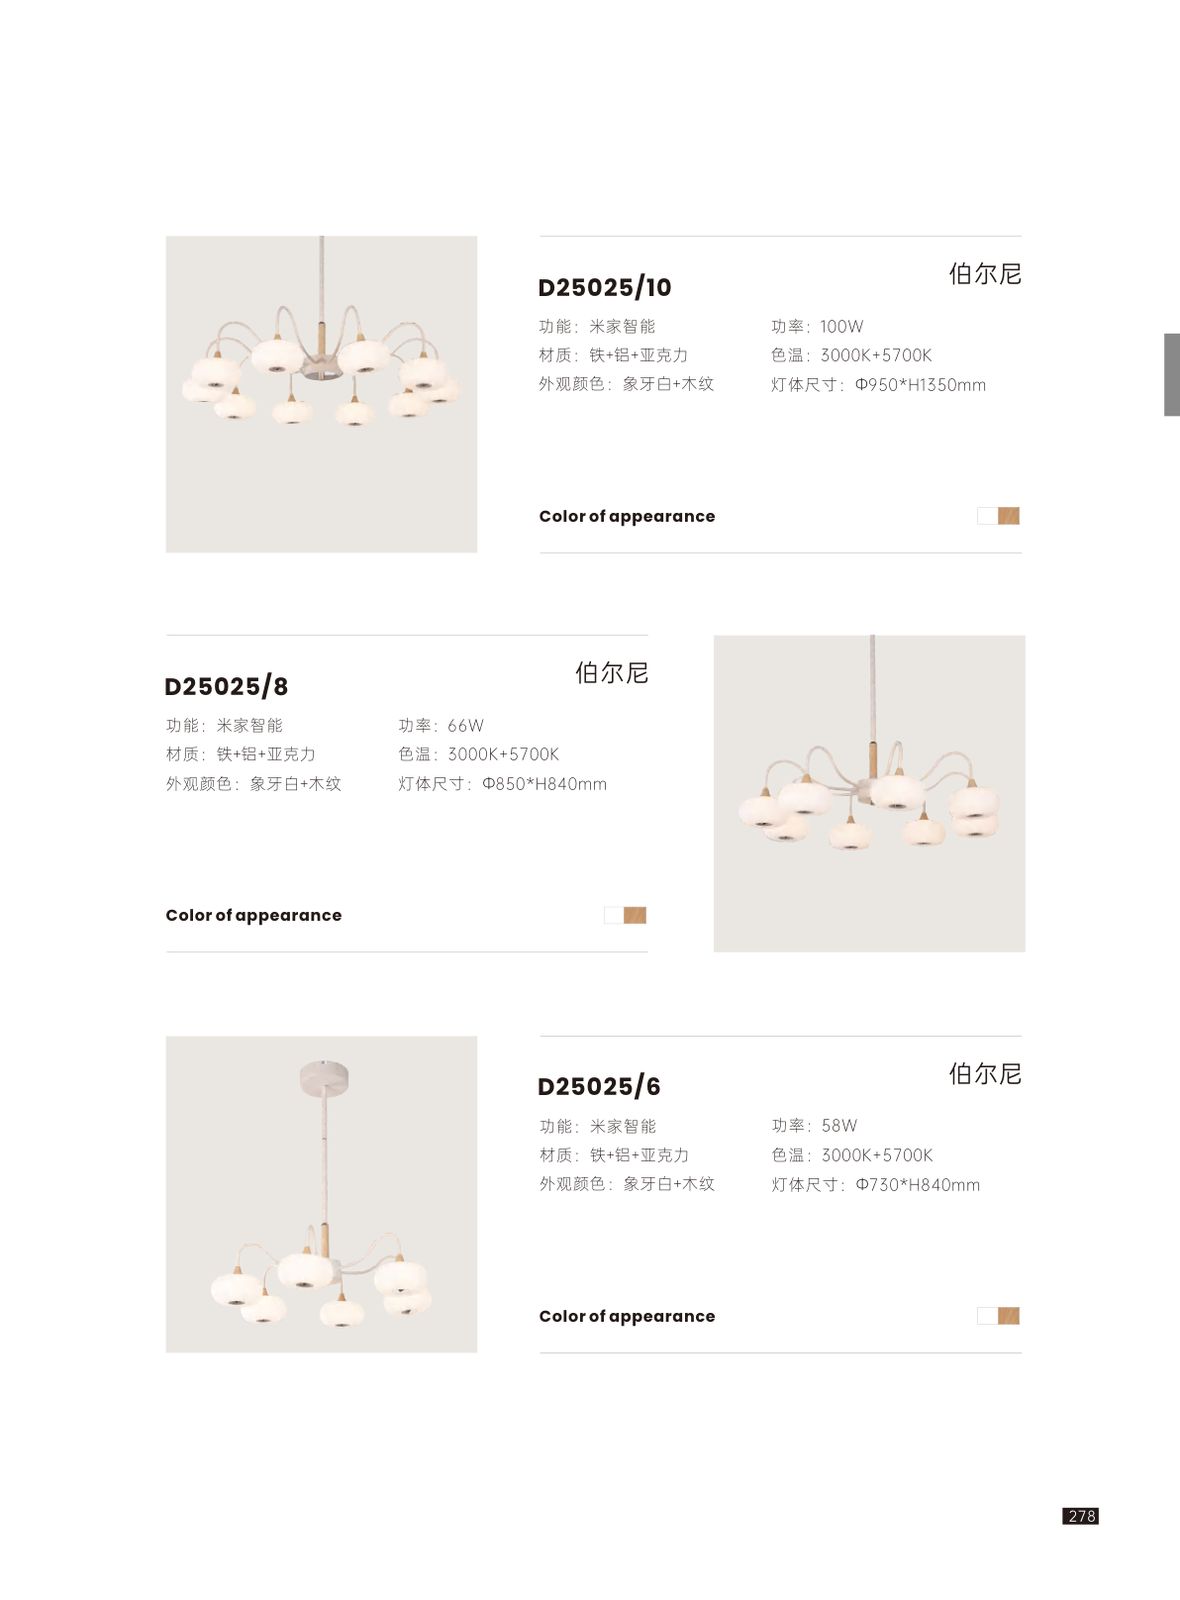 伯尔尼
D25025/10
功能：米家智能
功率：100W
材质：铁+铝+亚克力
色温：3000K+5700K
外观颜色：象牙白+木纹
灯体尺寸：Φ950*H1350mm
Color of appearance
伯尔尼
D25025/8
功能：米家智能
功率：66W
材质：铁+铝+亚克力
色温：3000K+5700K
外观颜色：象牙白+木纹
灯体尺寸：Φ850*H840mm
Color of appearance
伯尔尼
D25025/6
功能：米家智能
功率：58W
材质：铁+铝+亚克力
色温：3000K+5700K
外观颜色：象牙白+木纹
灯体尺寸：Φ730*H840mm
Color of appearance
278